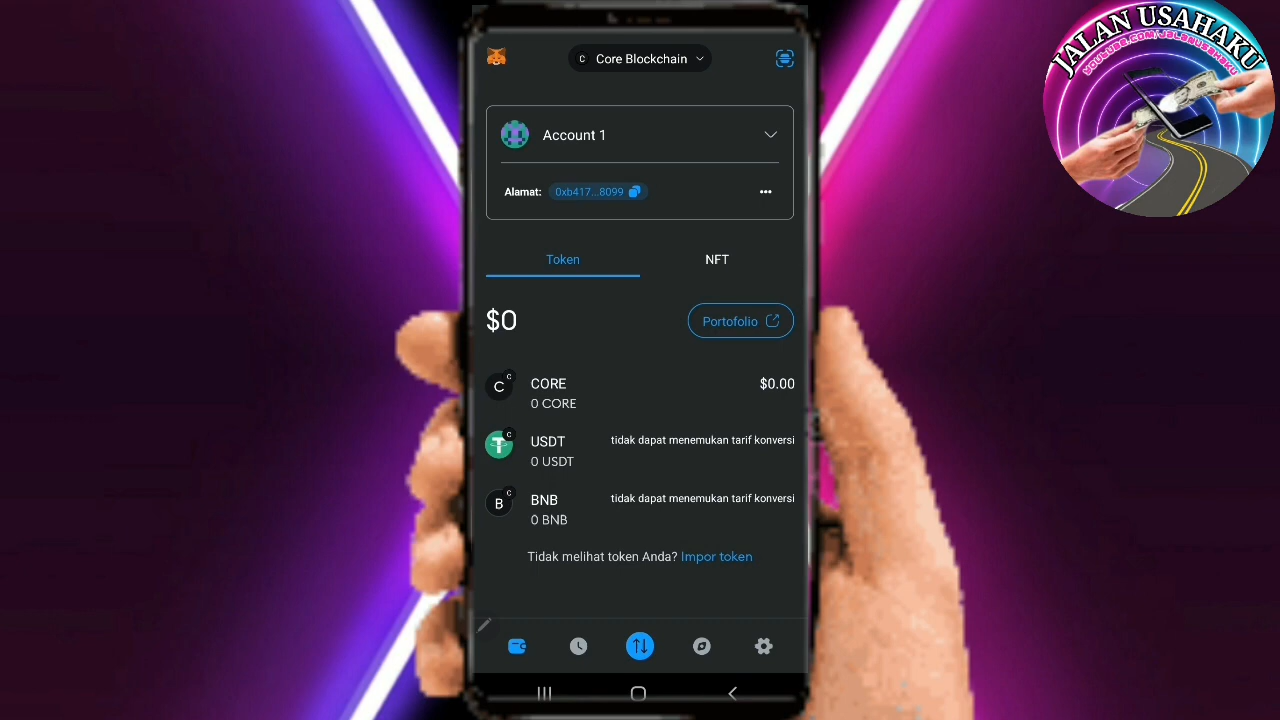 JALAN USAHAKU
YOUTUBE.COM/JALANUSAHAKU
C Core Blockchain
Account 1
Alamat: 0xb417...8099
Token NFT
$0
Portofolio
C C CORE $0.00
0 CORE
T C USDT tidak dapat menemukan tarif konversi
0 USDT
B C BNB tidak dapat menemukan tarif konversi
0 BNB
Tidak melihat token Anda? Impor token